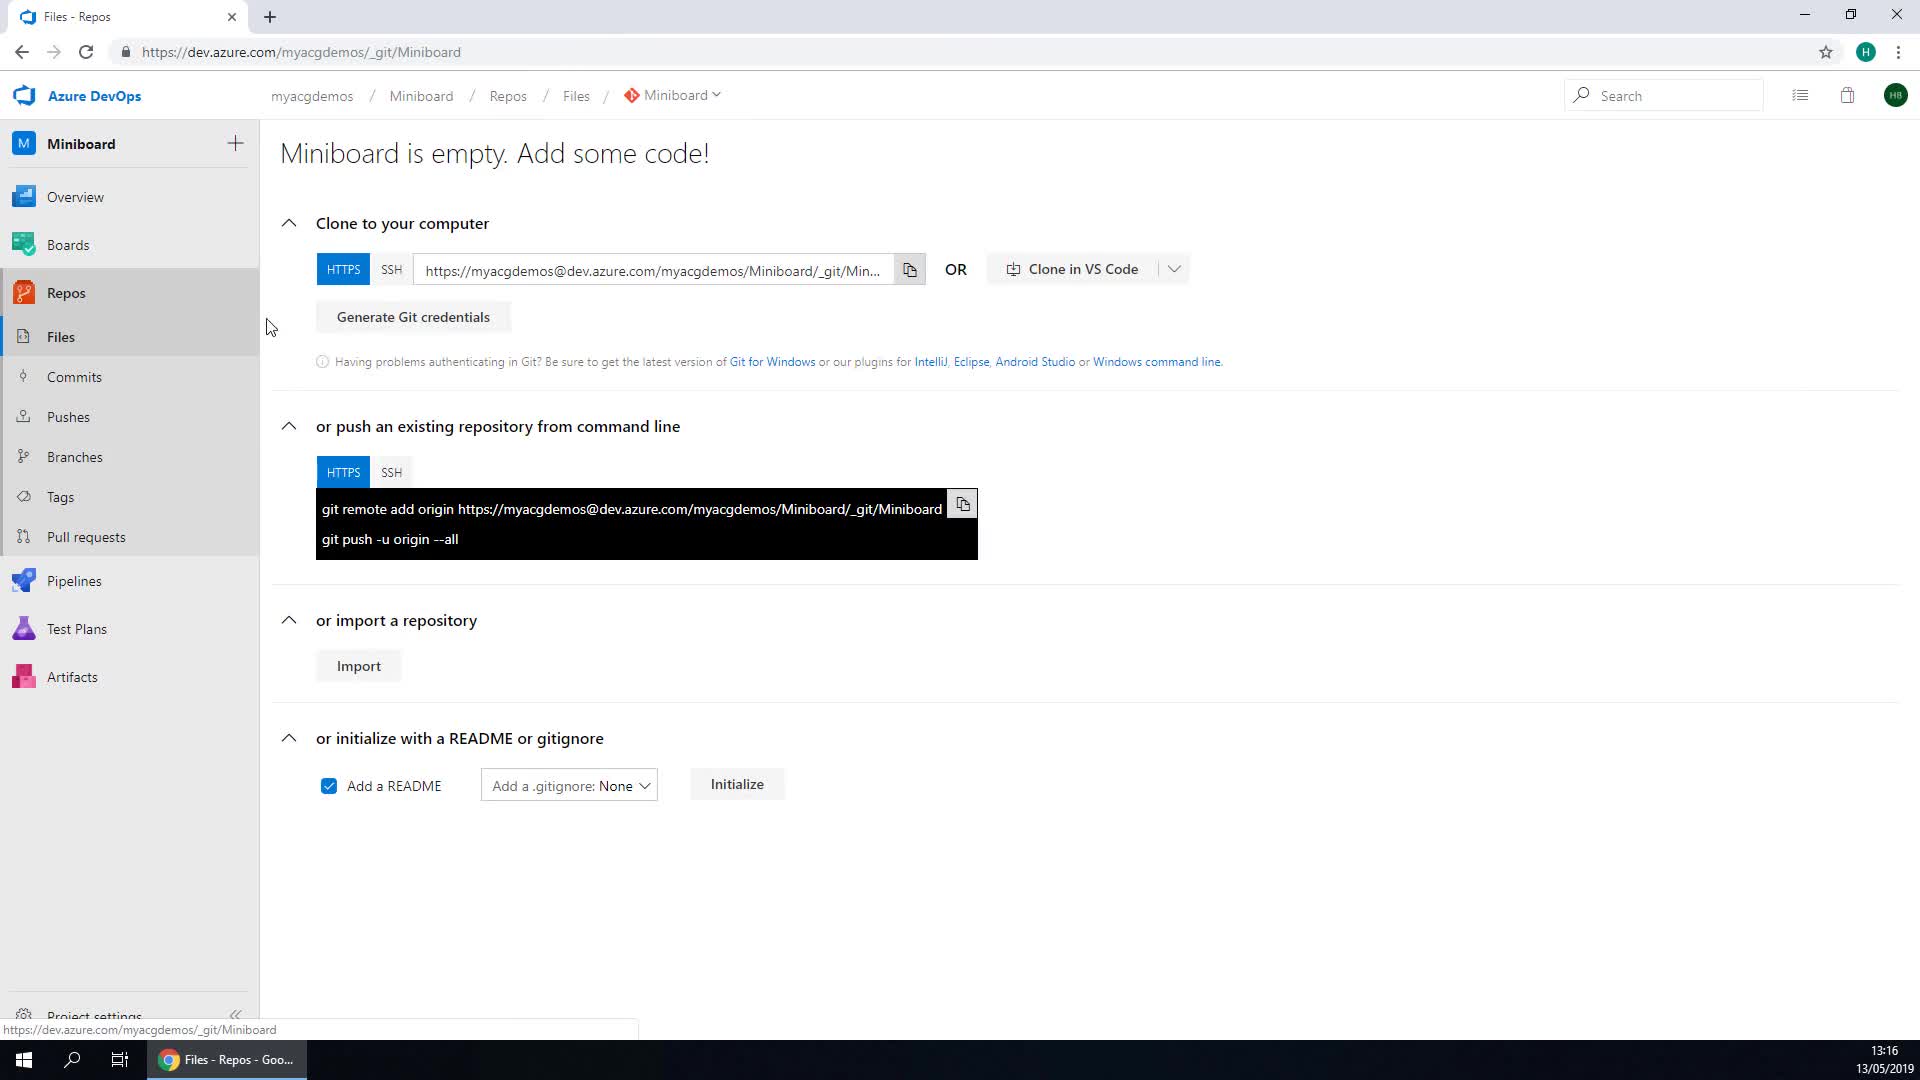 Files - Repos
https://dev.azure.com/myacgdemos/_git/Miniboard
H
Azure DevOps
myacgdemos / Miniboard / Repos / Files / Miniboard
Search
HB
M Miniboard
Overview
Boards
Repos
Files
Commits
Pushes
Branches
Tags
Pull requests
Pipelines
Test Plans
Artifacts
Project settings
https://dev.azure.com/myacgdemos/_git/Miniboard
Miniboard is empty. Add some code!
Clone to your computer
HTTPS SSH https://myacgdemos@dev.azure.com/myacgdemos/Miniboard/_git/Min... OR Clone in VS Code
Generate Git credentials
Having problems authenticating in Git? Be sure to get the latest version of Git for Windows or our plugins for IntelliJ, Eclipse, Android Studio or Windows command line.
or push an existing repository from command line
HTTPS SSH
git remote add origin https://myacgdemos@dev.azure.com/myacgdemos/Miniboard/_git/Miniboard
git push -u origin --all
or import a repository
Import
or initialize with a README or gitignore
Add a README Add a .gitignore: None Initialize
Files - Repos - Goo...
13:16
13/05/2019